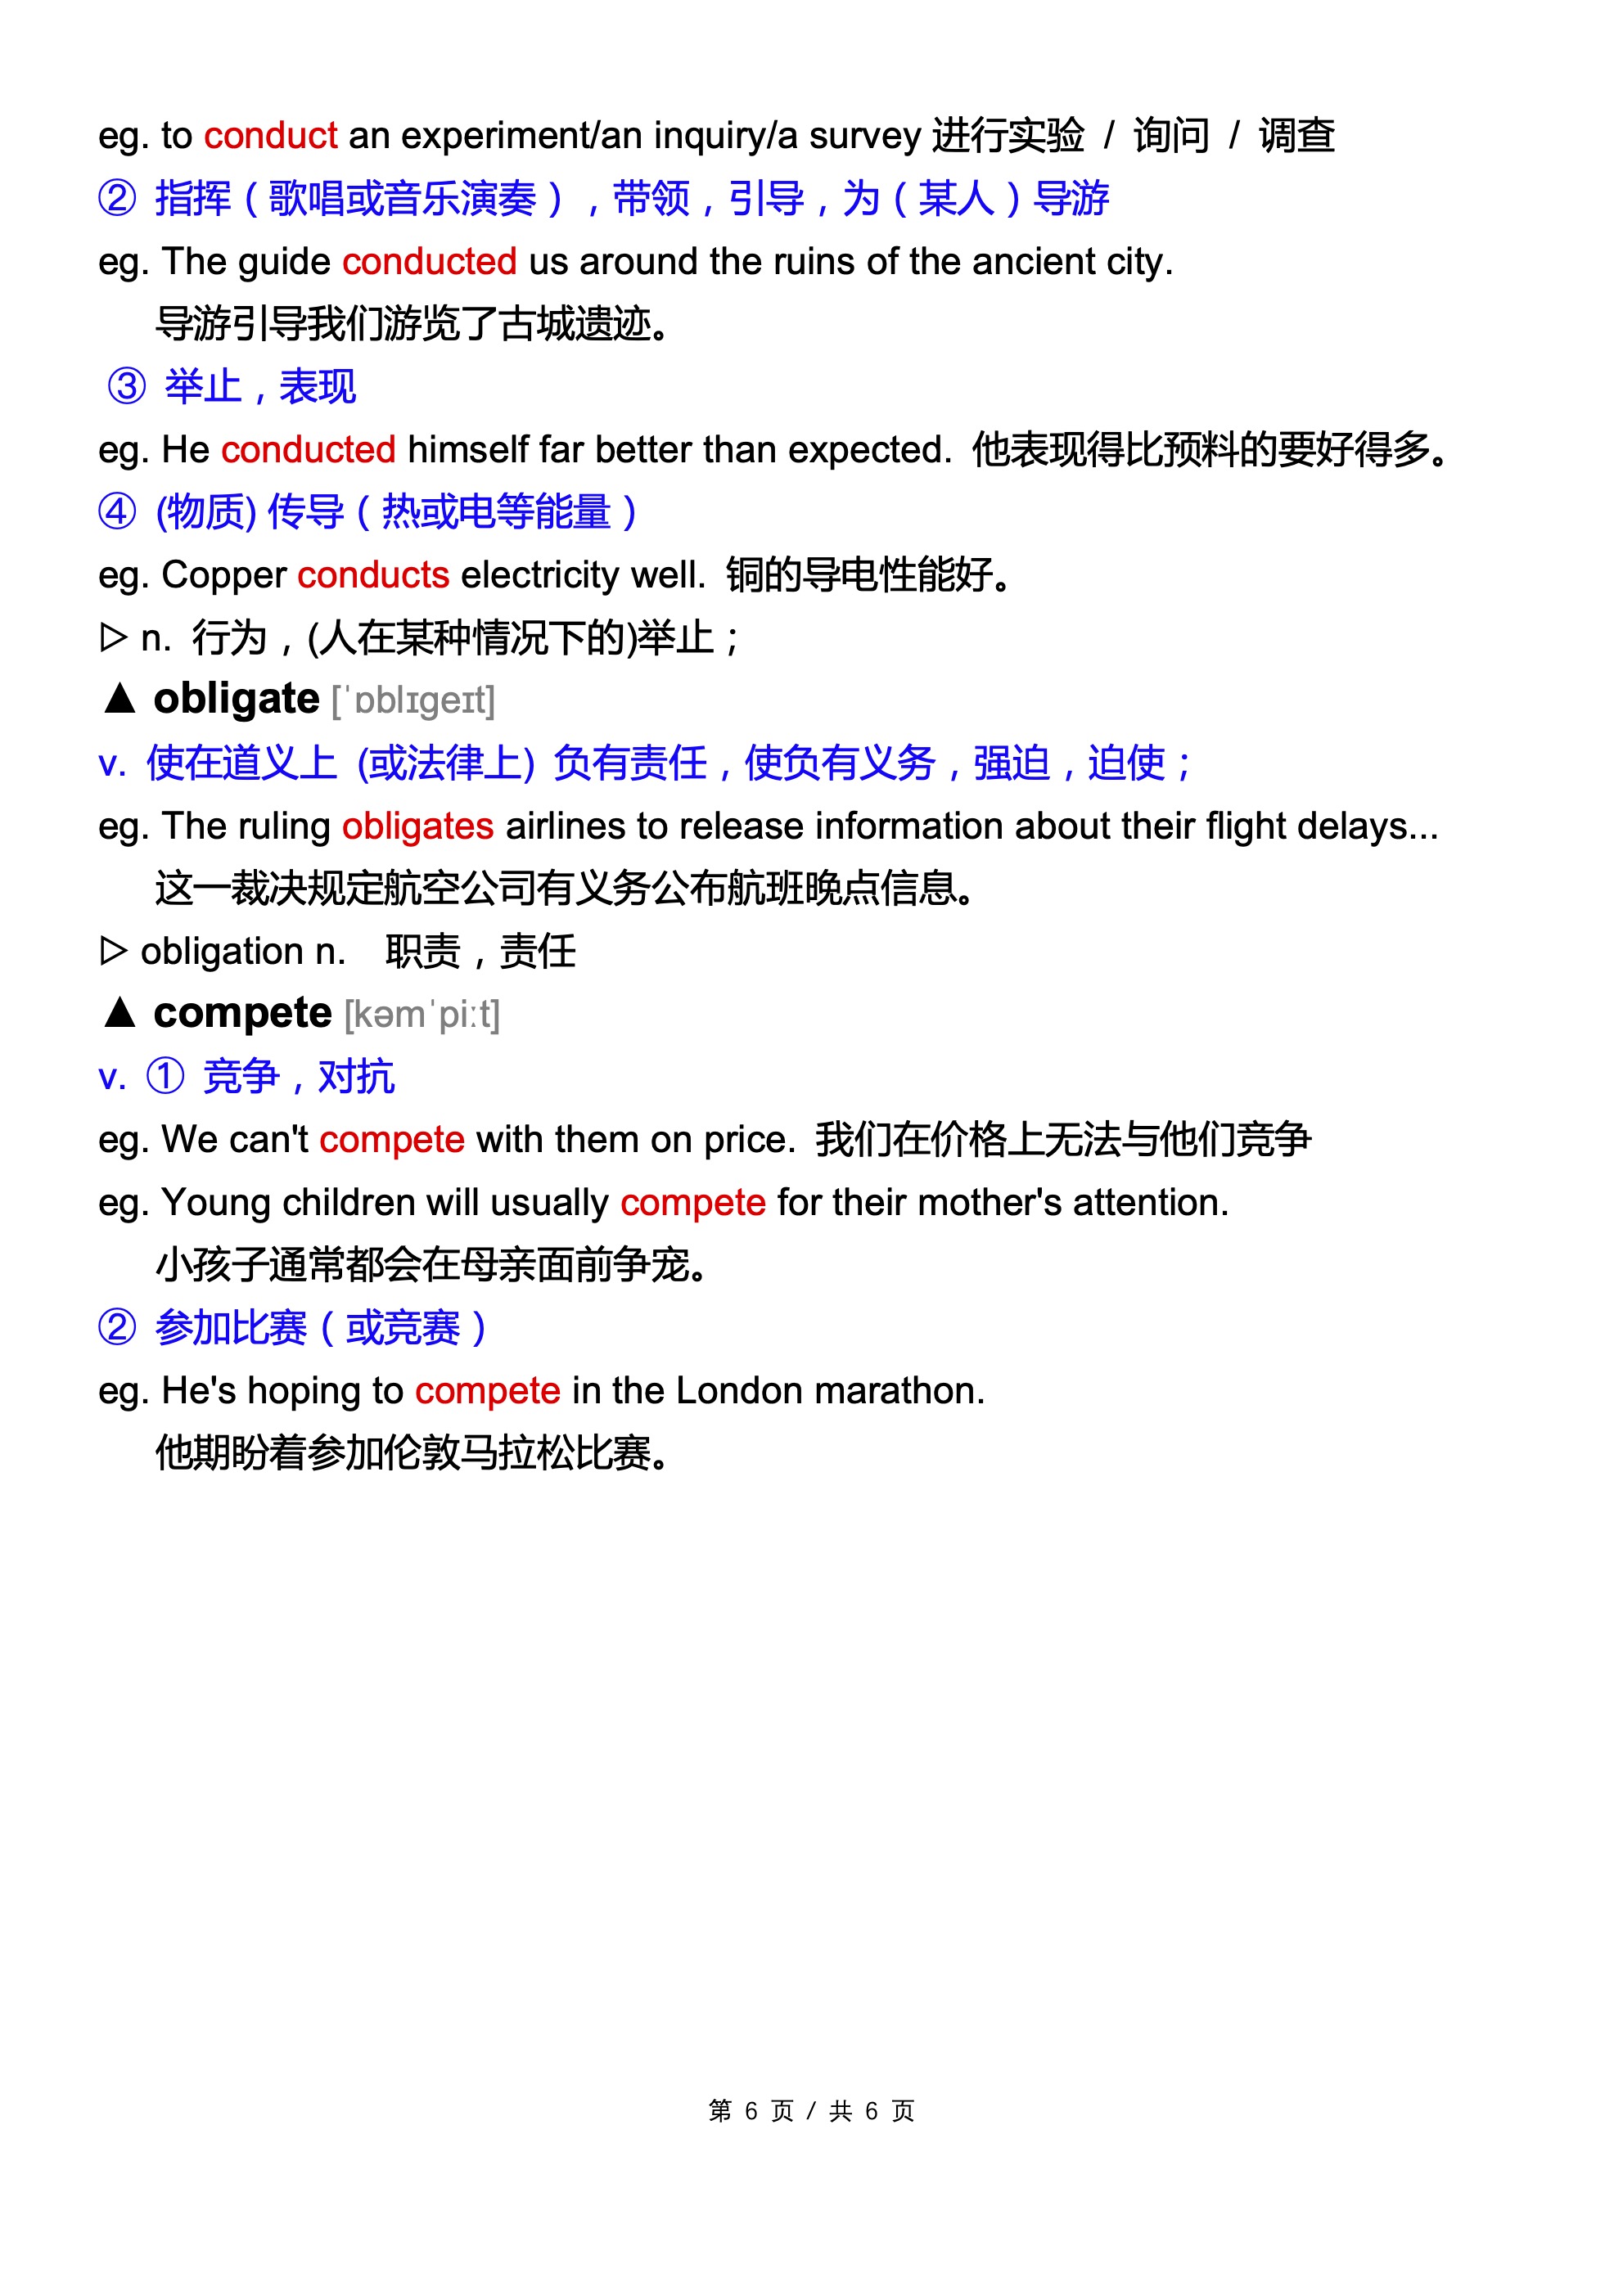 eg. to conduct an experiment/an inquiry/a survey 进行实验 / 询问 / 调查
② 指挥（歌唱或音乐演奏），带领，引导，为（某人）导游
eg. The guide conducted us around the ruins of the ancient city.
导游引导我们游览了古城遗迹。
③ 举止，表现
eg. He conducted himself far better than expected. 他表现得比预料的要好得多。
④ (物质) 传导（热或电等能量）
eg. Copper conducts electricity well. 铜的导电性能好。
▷ n. 行为，(人在某种情况下的)举止；
▲ obligate [ˈɒblɪɡeɪt]
v. 使在道义上 (或法律上) 负有责任，使负有义务，强迫，迫使；
eg. The ruling obligates airlines to release information about their flight delays...
这一裁决规定航空公司有义务公布航班晚点信息。
▷ obligation n. 职责，责任
▲ compete [kəmˈpiːt]
v. ① 竞争，对抗
eg. We can't compete with them on price. 我们在价格上无法与他们竞争
eg. Young children will usually compete for their mother's attention.
小孩子通常都会在母亲面前争宠。
② 参加比赛（或竞赛）
eg. He's hoping to compete in the London marathon.
他期盼着参加伦敦马拉松比赛。
第 6 页 / 共 6 页